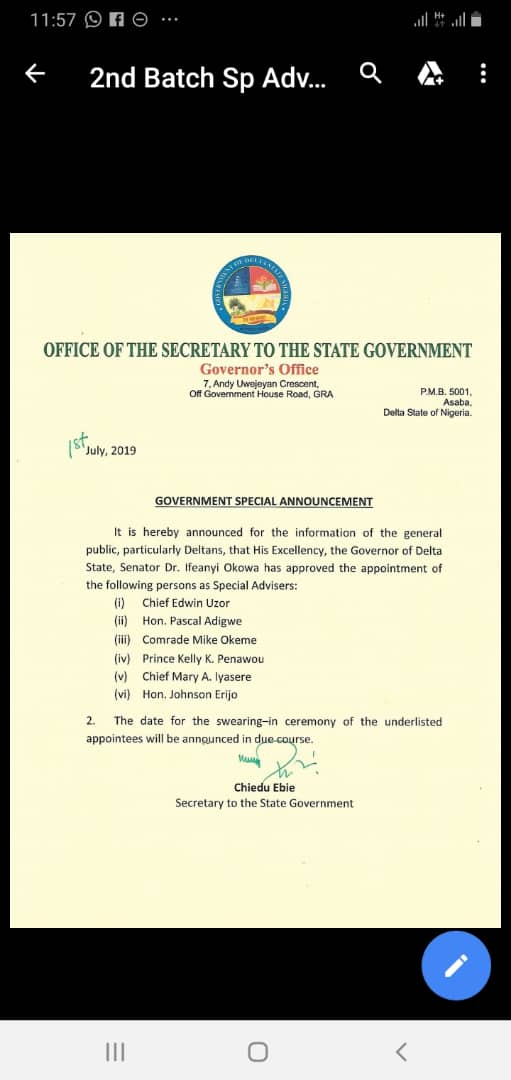 11:57
H+
2nd Batch Sp Adv...
GOVERNMENT OF DELTA STATE NIGERIA
OFFICE OF THE SECRETARY TO THE STATE GOVERNMENT
Governor's Office
7, Andy Uwejeyan Crescent,
Off Government House Road, GRA
P.M.B. 5001,
Asaba,
Delta State of Nigeria.
1st July, 2019
GOVERNMENT SPECIAL ANNOUNCEMENT
It is hereby announced for the information of the general
public, particularly Deltans, that His Excellency, the Governor of Delta
State, Senator Dr. Ifeanyi Okowa has approved the appointment of
the following persons as Special Advisers:
(i) Chief Edwin Uzor
(ii) Hon. Pascal Adigwe
(iii) Comrade Mike Okeme
(iv) Prince Kelly K. Penawou
(v) Chief Mary A. Iyasere
(vi) Hon. Johnson Erijo
2. The date for the swearing–in ceremony of the underlisted
appointees will be announced in due course.
Chiedu Ebie
Secretary to the State Government